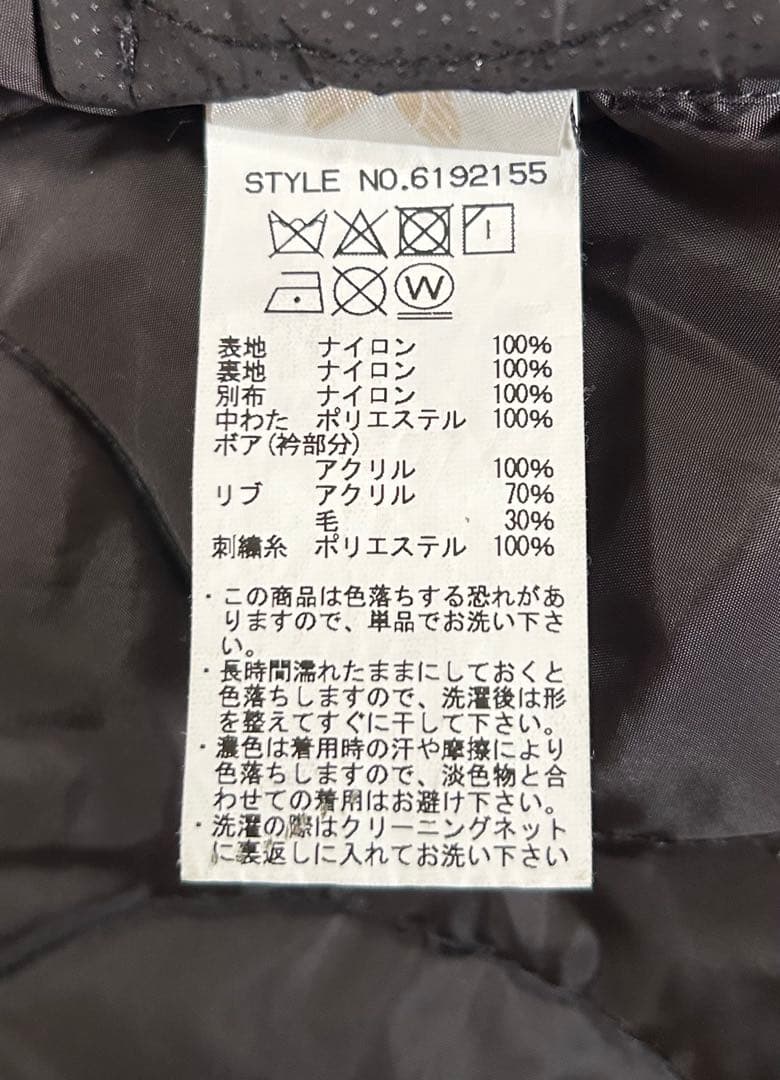 STYLE NO.6192155
W
表地 ナイロン 100%
裏地 ナイロン 100%
別布 ナイロン 100%
中わた ポリエステル 100%
ボア(衿部分)
アクリル 100%
リブ アクリル 70%
毛 30%
刺繍糸 ポリエステル 100%
・この商品は色落ちする恐れがあ
りますので、単品でお洗い下さ
い。
・長時間濡れたままにしておくと
色落ちしますので、洗濯後は形
を整えてすぐに干して下さい。
・濃色は着用時の汗や摩擦により
色落ちしますので、淡色物と合
わせての着用はお避け下さい。
・洗濯の際はクリーニングネット
に裏返しに入れてお洗い下さい